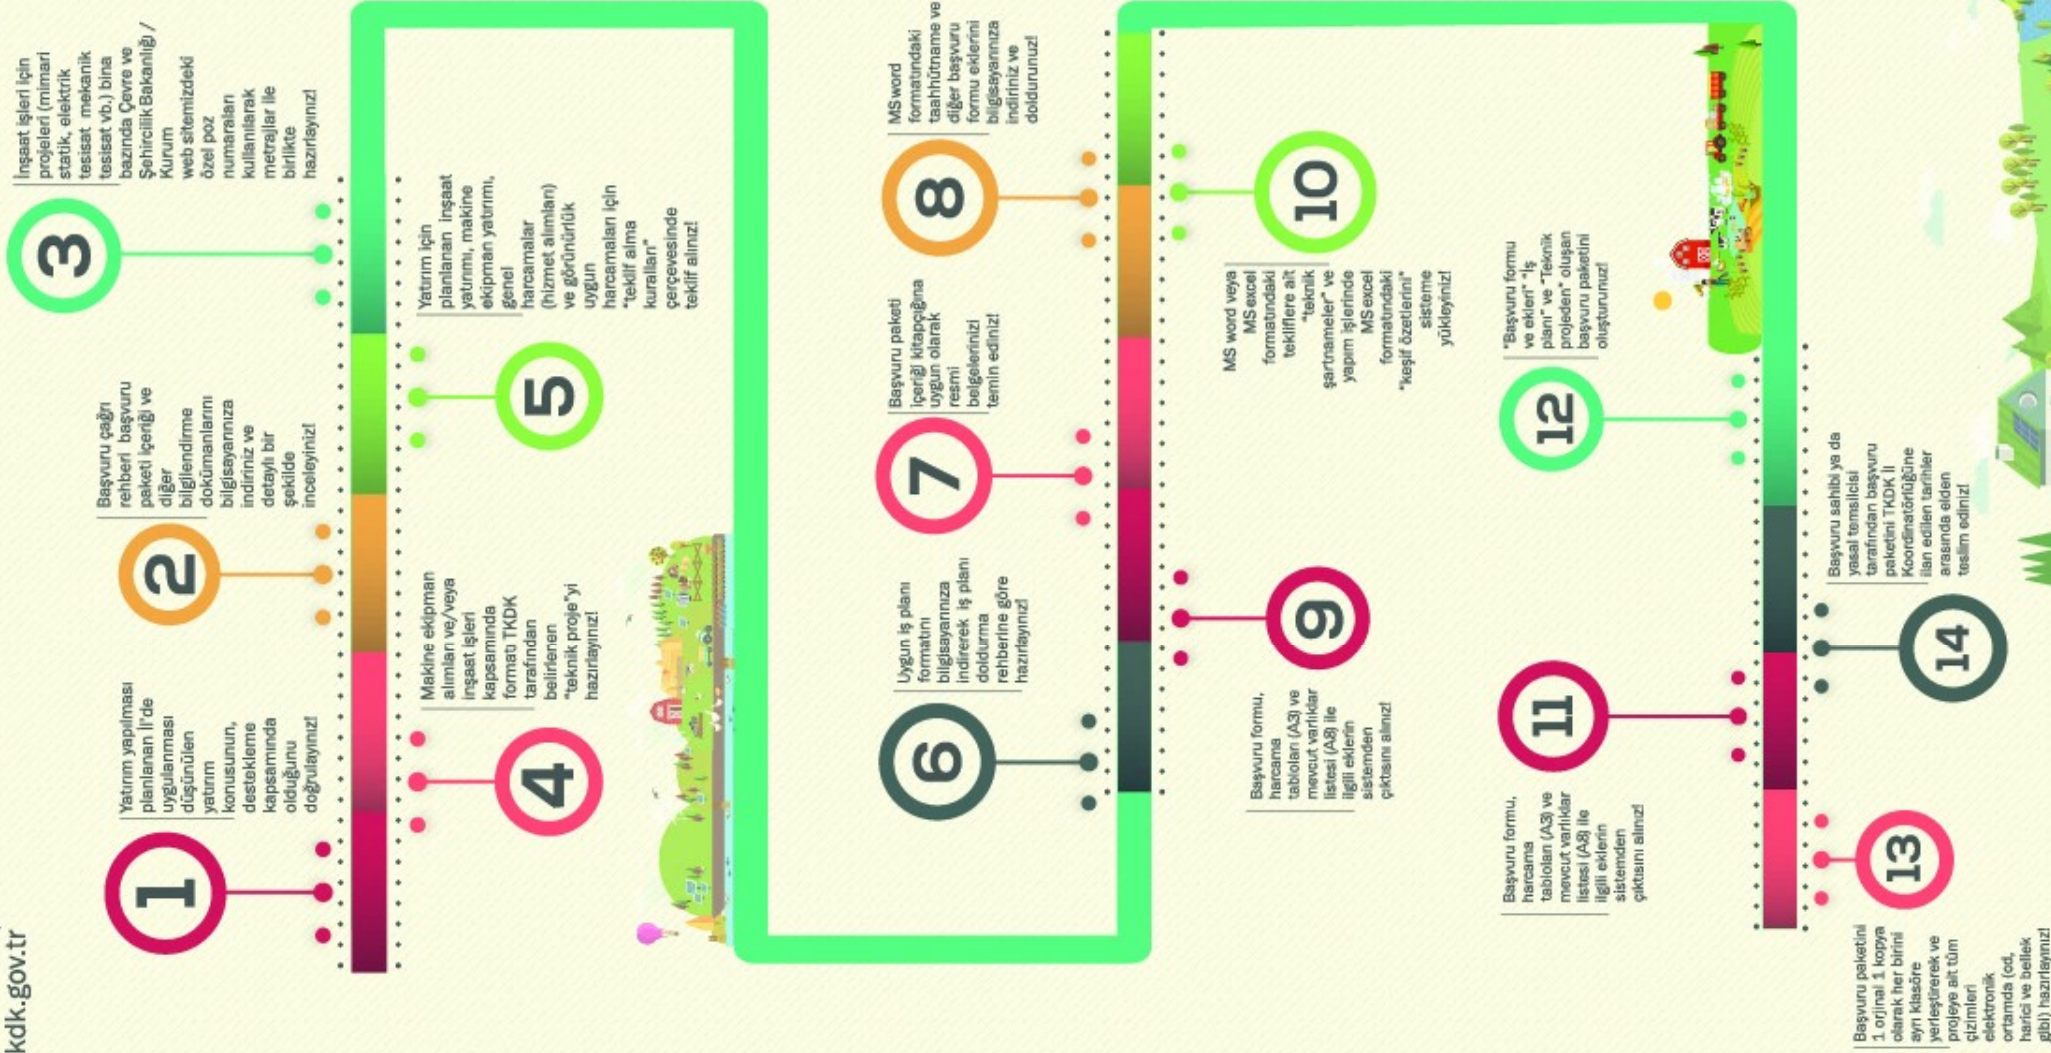 kdk.gov.tr
1
Yatırım yapılması
planlanan İl'de
uygulanması
düşünülen
yatırım
konusunun,
destekleme
kapsamında
olduğunu
doğrulayınız!
2
Başvuru çağrı
rehberi başvuru
paketi içeriği ve
diğer
bilgilendirme
dokümanlarını
bilgisayarınıza
indiriniz ve
detaylı bir
şekilde
inceleyiniz!
3
İnşaat işleri için
projeleri (mimari
statik, elektrik
tesisat mekanik
tesisat vb.) bina
bazında Çevre ve
Şehircilik Bakanlığı /
Kurum
web sitemizdeki
özel poz
numaraları
kullanılarak
metrajlar ile
birlikte
hazırlayınız!
4
Makine ekipman
alımları ve/veya
inşaat işleri
kapsamında
formatı TKDK
tarafından
belirlenen
"teknik proje"yi
hazırlayınız!
5
Yatırım için
planlanan inşaat
yatırımı, makine
ekipman yatırımı,
genel
harcamalar
(hizmet alımları)
ve görünürlük
uygun
harcamaları için
"teklif alma
kuralları"
çerçevesinde
teklif alınız!
6
Uygun iş planı
formatını
bilgisayarınıza
indirerek iş planı
doldurma
rehberine göre
hazırlayınız!
7
Başvuru paketi
içeriği kitapçığına
uygun olarak
resmi
belgelerinizi
temin ediniz!
8
MS word
formatındaki
taahhütname ve
diğer başvuru
formu eklerini
bilgisayarınıza
indiriniz ve
doldurunuz!
9
Başvuru formu,
harcama
tabloları (A3) ve
mevcut varlıklar
listesi (A8) ile
ilgili eklerin
sistemden
çıktısını alınız!
10
MS word veya
MS excel
formatındaki
tekliflere ait
"teknik
şartnameler" ve
yapım işlerinde
MS excel
formatındaki
"keşif özetlerini"
sisteme
yükleyiniz!
11
Başvuru formu,
harcama
tabloları (A3) ve
mevcut varlıklar
listesi (A8) ile
ilgili eklerin
sistemden
çıktısını alınız!
12
"Başvuru formu
ve ekleri" "İş
planı" ve "Teknik
projeden" oluşan
başvuru paketini
oluşturunuz!
13
Başvuru paketini
1 orjinal 1 kopya
olarak her birini
ayrı klasöre
yerleştirerek ve
projeye ait tüm
çizimleri
elektronik
ortamda (cd,
harici ve bellek
gibi) hazırlayınız!
14
Başvuru sahibi ya da
yasal temsilcisi
tarafından başvuru
paketini TKDK İl
Koordinatörlüğüne
ilan edilen tarihler
arasında elden
teslim ediniz!